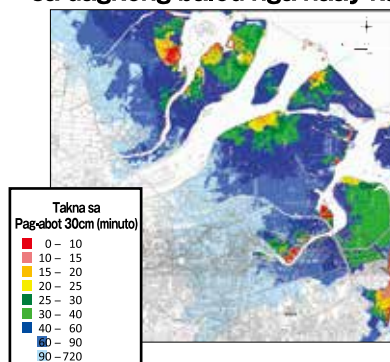 Takna sa
Pag-abot 30cm (minuto)
0 – 10
10 – 15
15 – 20
20 – 25
25 – 30
30 – 40
40 – 60
60 – 90
90 – 720